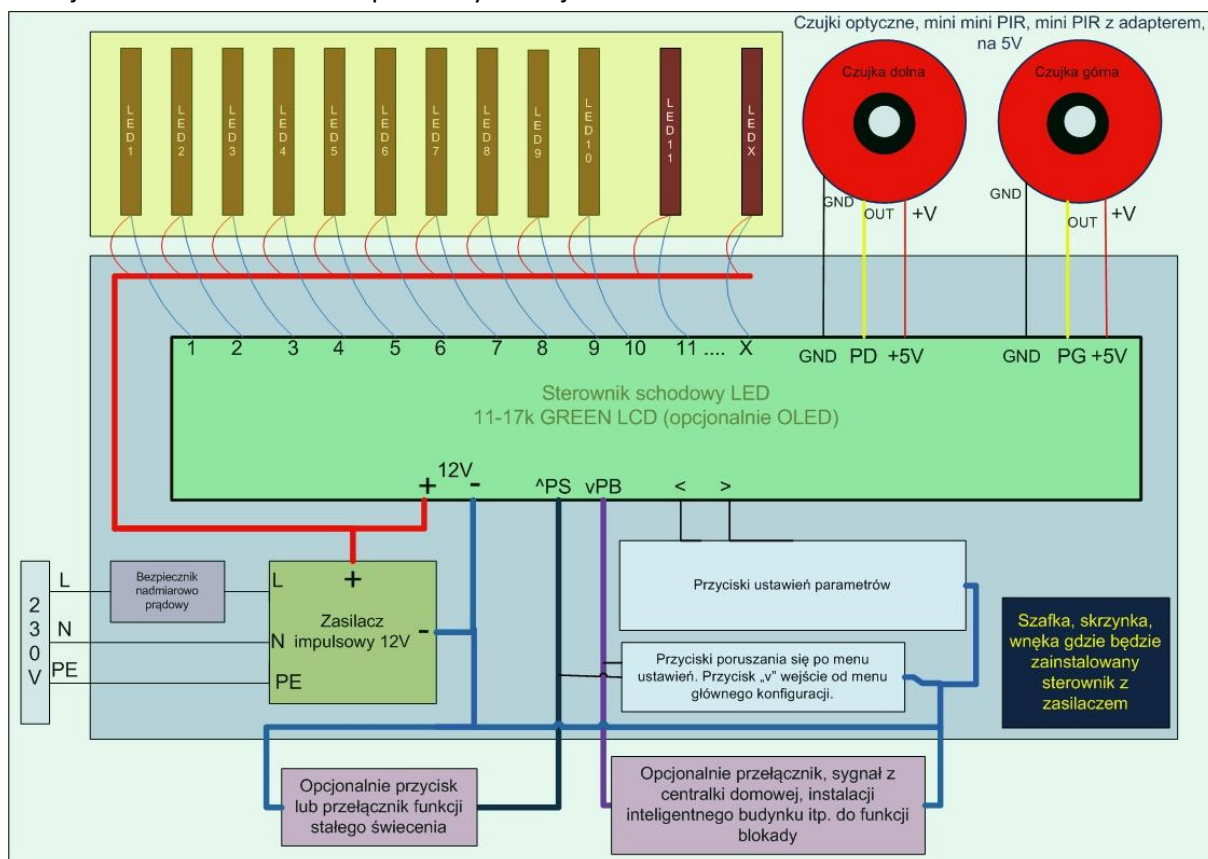 Czujki optyczne, mini mini PIR, mini PIR z adapterem,
na 5V
LED1
LED2
LED3
LED4
LED5
LED6
LED7
LED8
LED9
LED10
LED11
LEDX
Czujka dolna
Czujka górna
GND
OUT
+V
GND
OUT
+V
1 2 3 4 5 6 7 8 9 10 11 .... X
GND PD +5V
GND PG +5V
Sterownik schodowy LED
11-17k GREEN LCD (opcjonalnie OLED)
+ 12V -
^PS vPB < >
230V
L
N
PE
Bezpiecznik
nadmiarowo
prądowy
L
N
PE
+
-
Zasilacz
impulsowy 12V
Przyciski ustawień parametrów
Przyciski poruszania się po menu
ustawień. Przycisk „v” wejście od menu
głównego konfiguracji.
Szafka, skrzynka,
wnęka gdzie będzie
zainstalowany
sterownik z
zasilaczem
Opcjonalnie przycisk
lub przełącznik funkcji
stałego świecenia
Opcjonalnie przełącznik, sygnał z
centralki domowej, instalacji
inteligentnego budynku itp. do funkcji
blokady